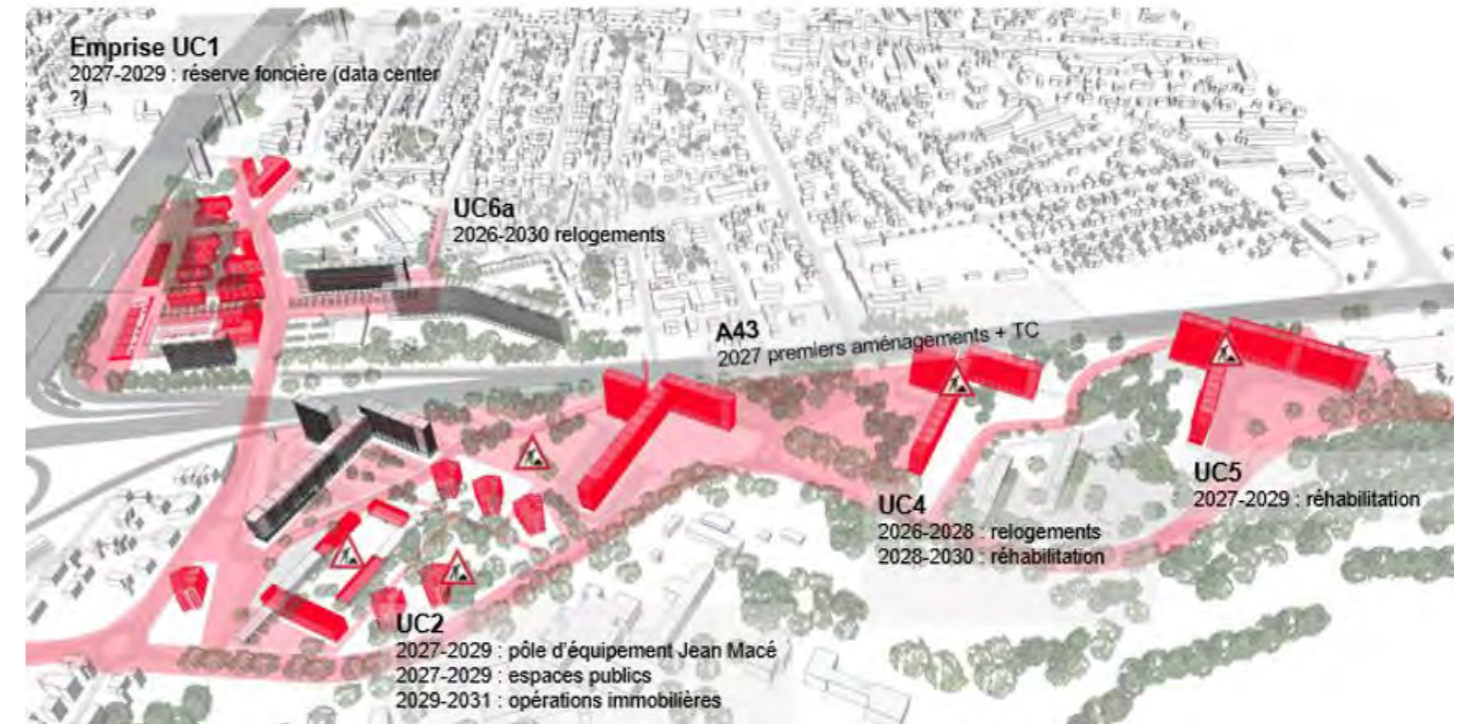 Emprise UC1
2027-2029 : réserve foncière (data center
?)
UC6a
2026-2030 relogements
A43
2027 premiers aménagements + TC
UC5
2027-2029 : réhabilitation
UC4
2026-2028 : relogements
2028-2030 : réhabilitation
UC2
2027-2029 : pôle d'équipement Jean Macé
2027-2029 : espaces publics
2029-2031 : opérations immobilières